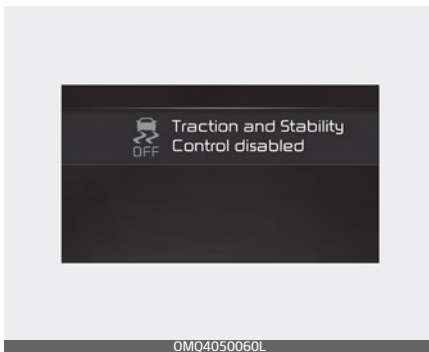 Traction and Stability
OFF Control disabled
OMQ4050060L